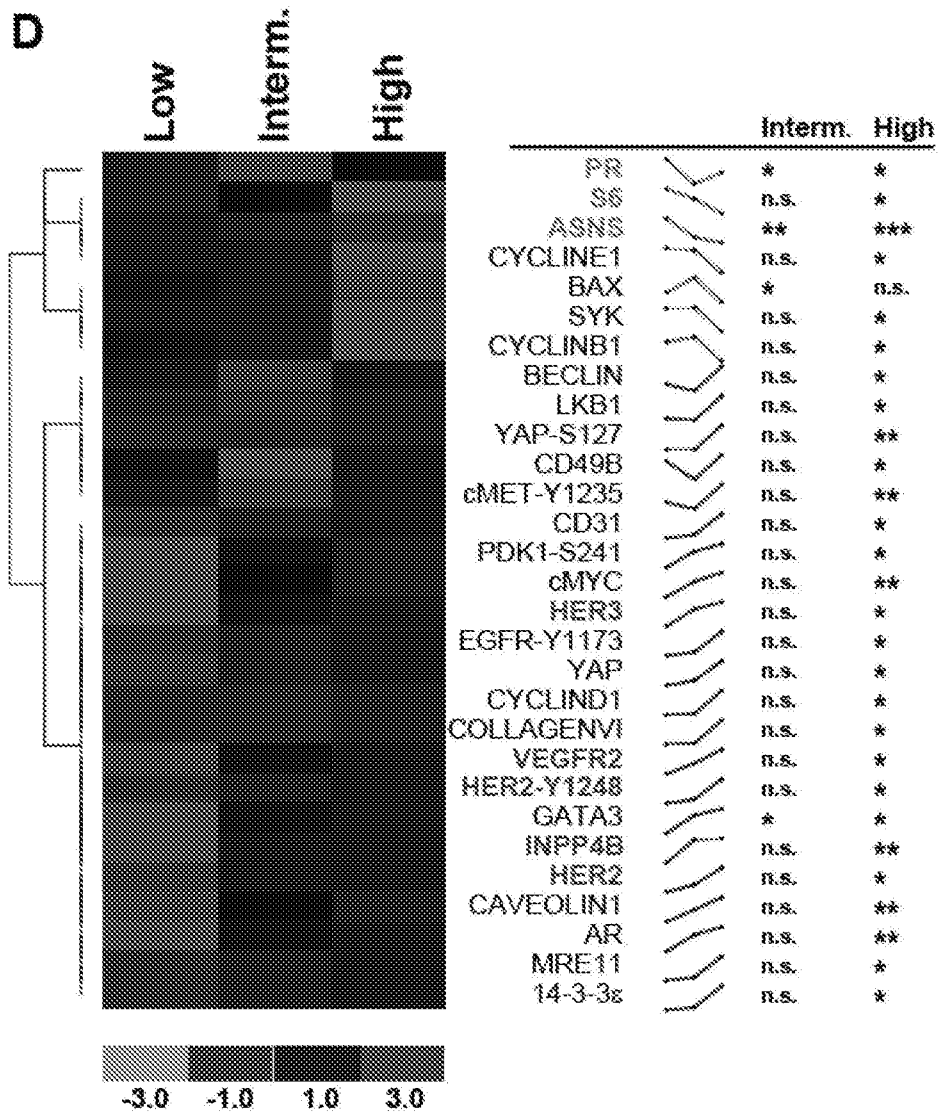 D
Low Interm. High
Interm. High
PR * *
S6 n.s. *
ASNS ** ***
CYCLINE1 n.s. *
BAX * n.s.
SYK n.s. *
CYCLINB1 n.s. *
BECLIN n.s. *
LKB1 n.s. *
YAP-S127 n.s. **
CD49B n.s. *
cMET-Y1235 n.s. **
CD31 n.s. *
PDK1-S241 n.s. *
cMYC n.s. **
HER3 n.s. *
EGFR-Y1173 n.s. *
YAP n.s. *
CYCLIND1 n.s. *
COLLAGENVI n.s. *
VEGFR2 n.s. *
HER2-Y1248 n.s. *
GATA3 * *
INPP4B n.s. **
HER2 n.s. *
CAVEOLIN1 n.s. **
AR n.s. **
MRE11 n.s. *
14-3-3ε n.s. *
-3.0 -1.0 1.0 3.0